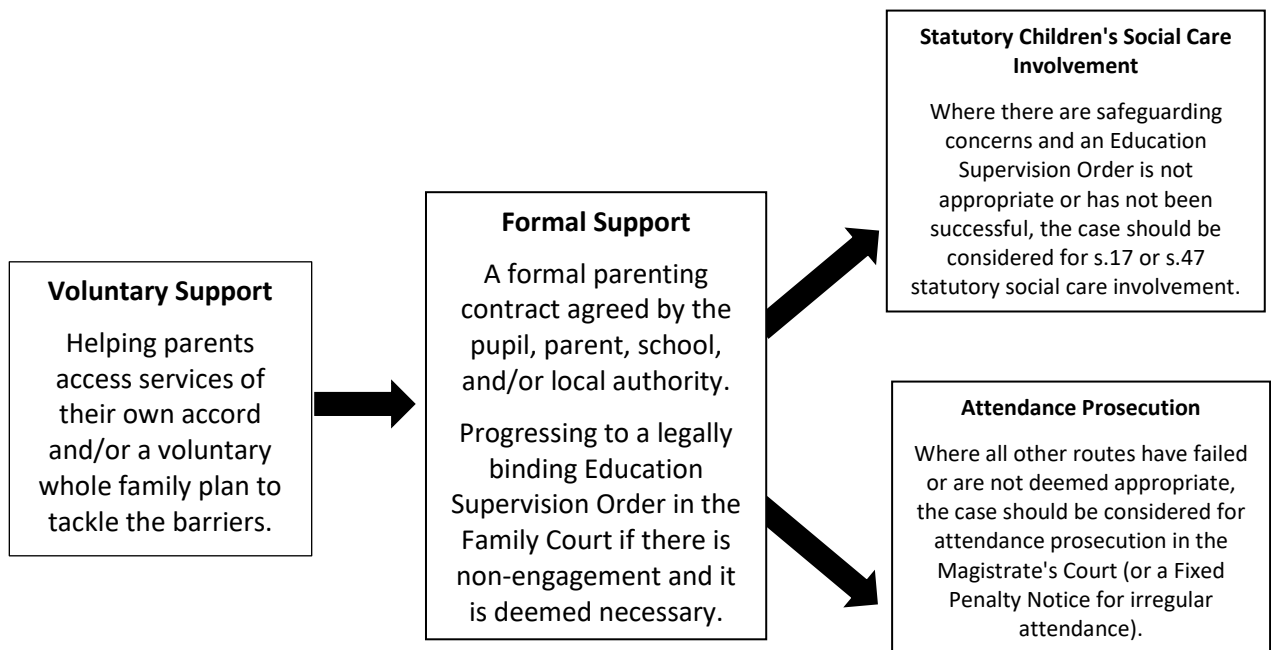 Voluntary Support
Helping parents
access services of
their own accord
and/or a voluntary
whole family plan to
tackle the barriers.
Formal Support
A formal parenting
contract agreed by the
pupil, parent, school,
and/or local authority.
Progressing to a legally
binding Education
Supervision Order in the
Family Court if there is
non-engagement and it
is deemed necessary.
Statutory Children's Social Care
Involvement
Where there are safeguarding
concerns and an Education
Supervision Order is not
appropriate or has not been
successful, the case should be
considered for s.17 or s.47
statutory social care involvement.
Attendance Prosecution
Where all other routes have failed
or are not deemed appropriate,
the case should be considered for
attendance prosecution in the
Magistrate's Court (or a Fixed
Penalty Notice for irregular
attendance).